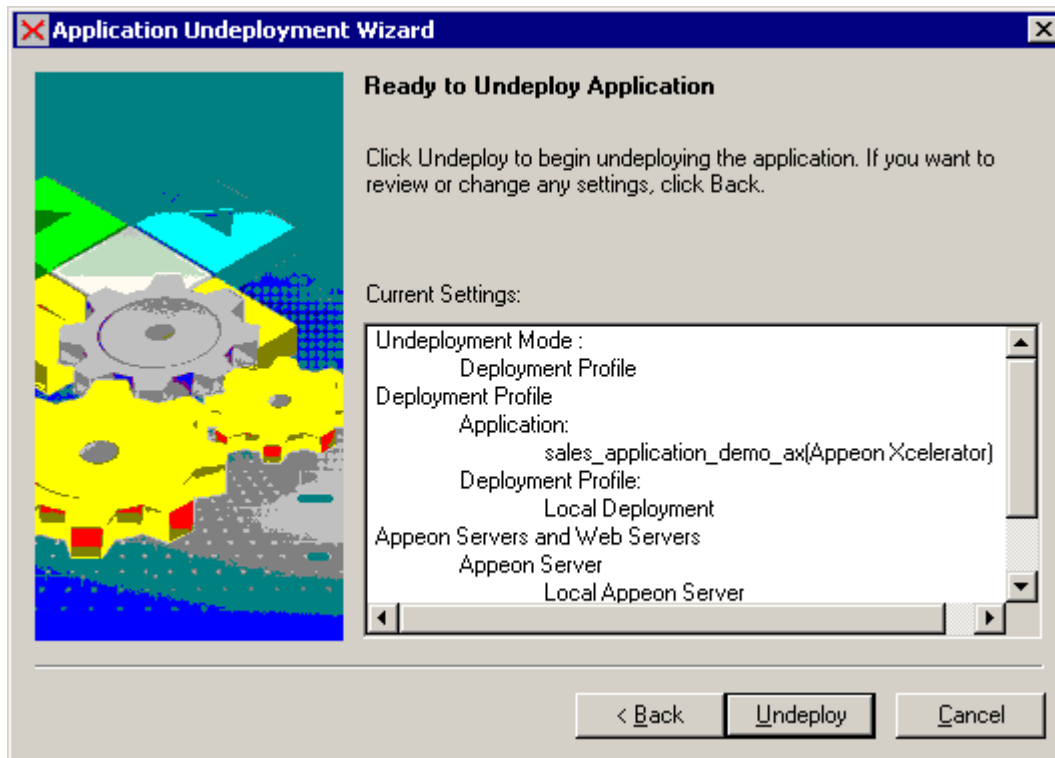 Application Undeployment Wizard
Ready to Undeploy Application
Click Undeploy to begin undeploying the application. If you want to
review or change any settings, click Back.
Current Settings:
Undeployment Mode :
Deployment Profile
Deployment Profile
Application:
sales_application_demo_ax(Appeon Xcelerator)
Deployment Profile:
Local Deployment
Appeon Servers and Web Servers
Appeon Server
Local Appeon Server
< Back
Undeploy
Cancel